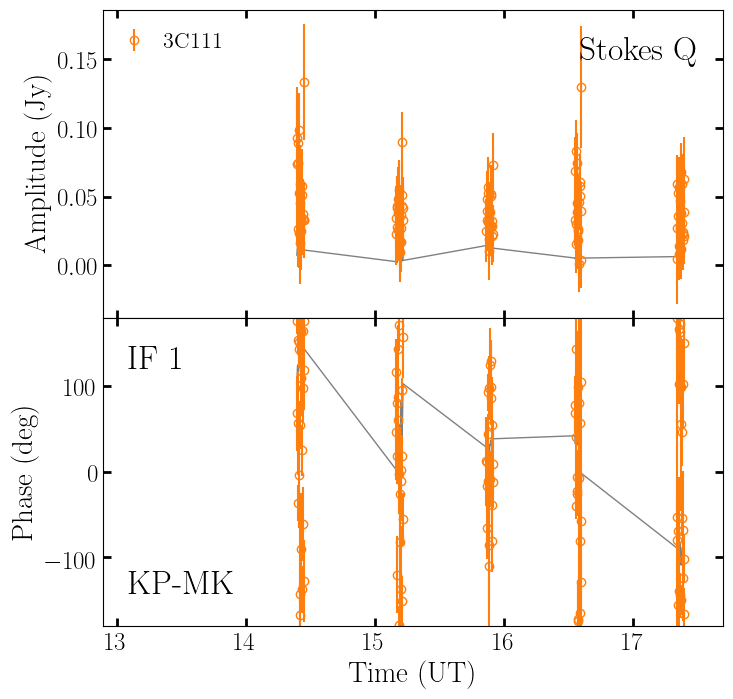 3C111
Stokes Q
Amplitude (Jy)
0.15
0.10
0.05
0.00
IF 1
Phase (deg)
100
0
−100
KP-MK
13 14 15 16 17
Time (UT)